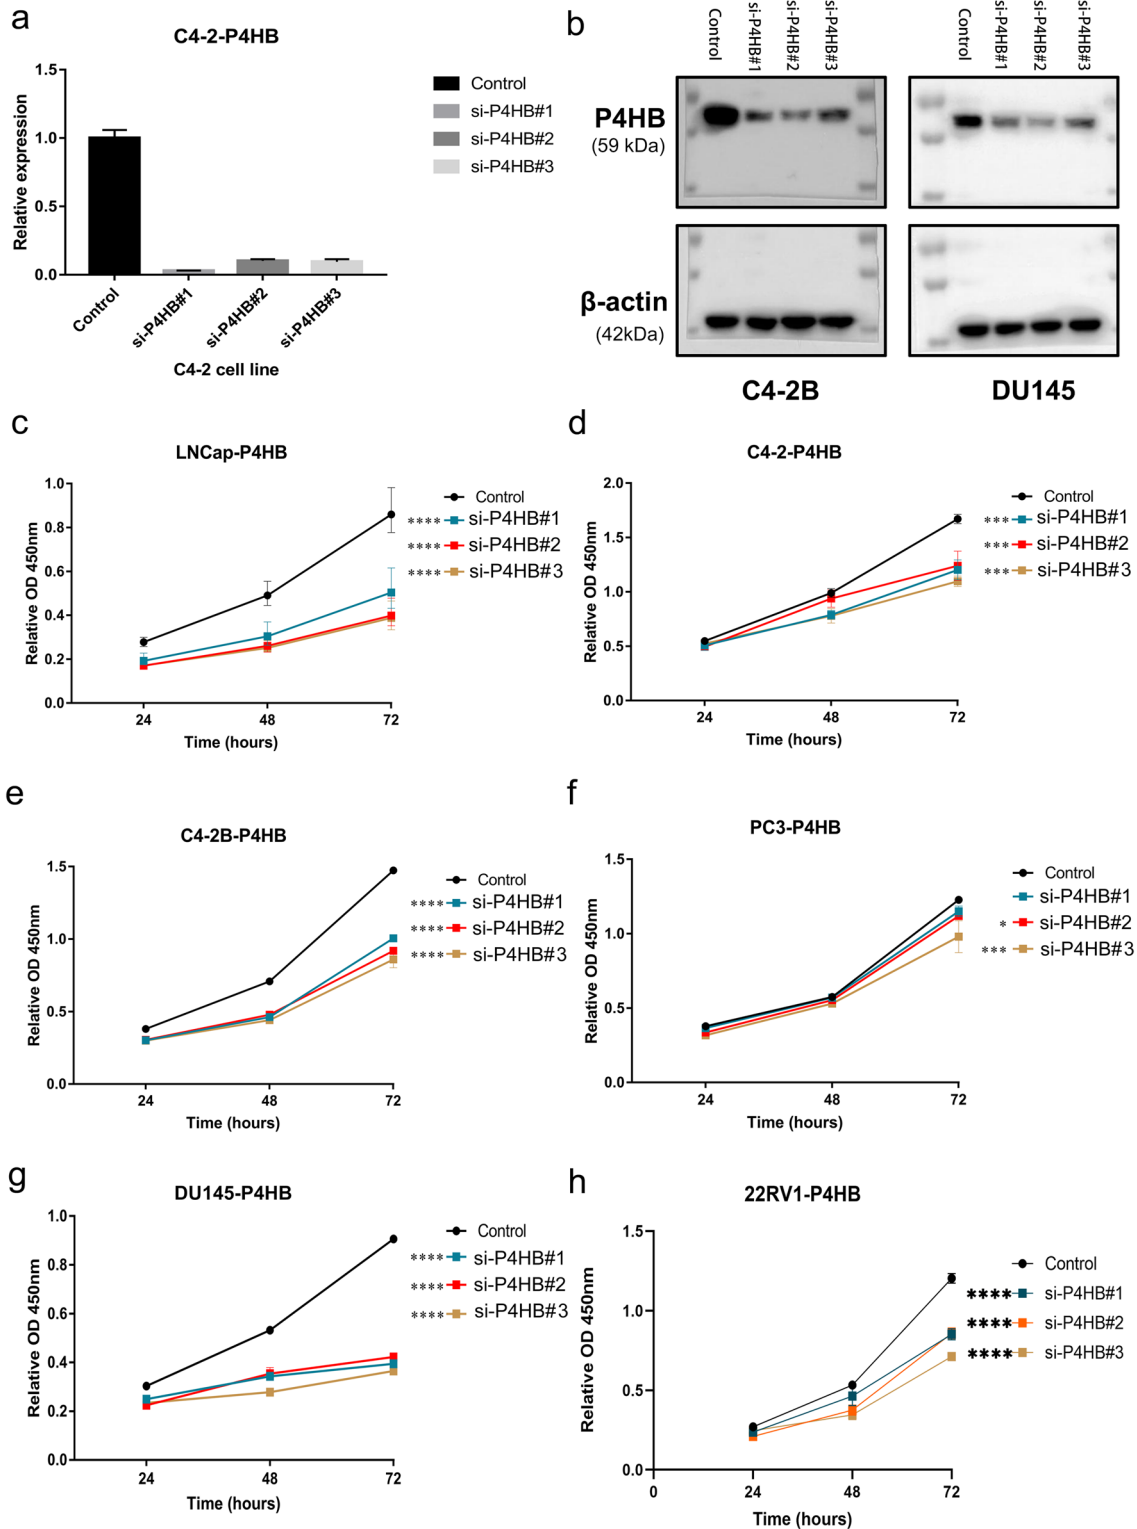 a
C4-2-P4HB
1.5
1.0
0.5
0.0
Relative expression
Control
si-P4HB#1
si-P4HB#2
si-P4HB#3
C4-2 cell line
Control
si-P4HB#1
si-P4HB#2
si-P4HB#3
b
Control
si-P4HB#1
si-P4HB#2
si-P4HB#3
Control
si-P4HB#1
si-P4HB#2
si-P4HB#3
P4HB
(59 kDa)
β-actin
(42kDa)
C4-2B
DU145
c
LNCap-P4HB
1.0
0.8
0.6
0.4
0.2
0.0
Relative OD 450nm
24
48
72
Time (hours)
Control
**** si-P4HB#1
**** si-P4HB#2
**** si-P4HB#3
d
C4-2-P4HB
2.0
1.5
1.0
0.5
0.0
Relative OD 450nm
24
48
72
Time (hours)
Control
*** si-P4HB#1
*** si-P4HB#2
*** si-P4HB#3
e
C4-2B-P4HB
1.5
1.0
0.5
0.0
Relative OD 450nm
24
48
72
Time (hours)
Control
**** si-P4HB#1
**** si-P4HB#2
**** si-P4HB#3
f
PC3-P4HB
1.5
1.0
0.5
0.0
Relative OD 450nm
24
48
72
Time (hours)
Control
si-P4HB#1
* si-P4HB#2
*** si-P4HB#3
g
DU145-P4HB
1.0
0.8
0.6
0.4
0.2
0.0
Relative OD 450nm
24
48
72
Time (hours)
Control
**** si-P4HB#1
**** si-P4HB#2
**** si-P4HB#3
h
22RV1-P4HB
1.5
1.0
0.5
0.0
Relative OD 450nm
0
24
48
72
Time (hours)
Control
**** si-P4HB#1
**** si-P4HB#2
**** si-P4HB#3